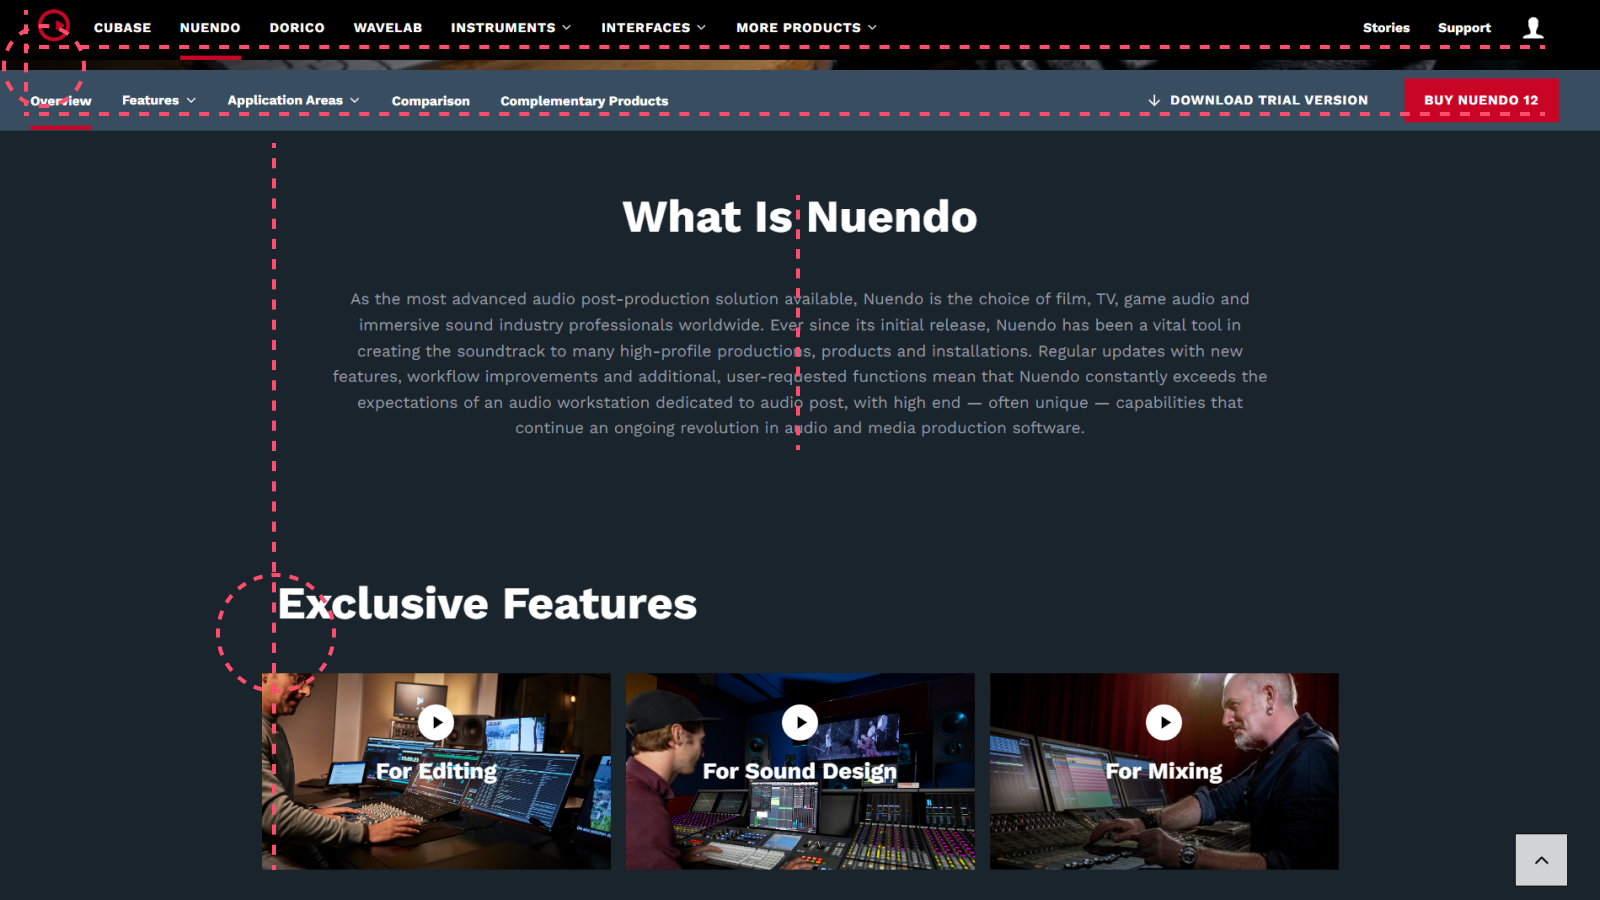 CUBASE NUENDO DORICO WAVELAB INSTRUMENTS INTERFACES MORE PRODUCTS Stories Support
Overview Features Application Areas Comparison Complementary Products DOWNLOAD TRIAL VERSION BUY NUENDO 12
What Is Nuendo
As the most advanced audio post-production solution available, Nuendo is the choice of film, TV, game audio and
immersive sound industry professionals worldwide. Ever since its initial release, Nuendo has been a vital tool in
creating the soundtrack to many high-profile productions, products and installations. Regular updates with new
features, workflow improvements and additional, user-requested functions mean that Nuendo constantly exceeds the
expectations of an audio workstation dedicated to audio post, with high end — often unique — capabilities that
continue an ongoing revolution in audio and media production software.
Exclusive Features
For Editing
For Sound Design
For Mixing